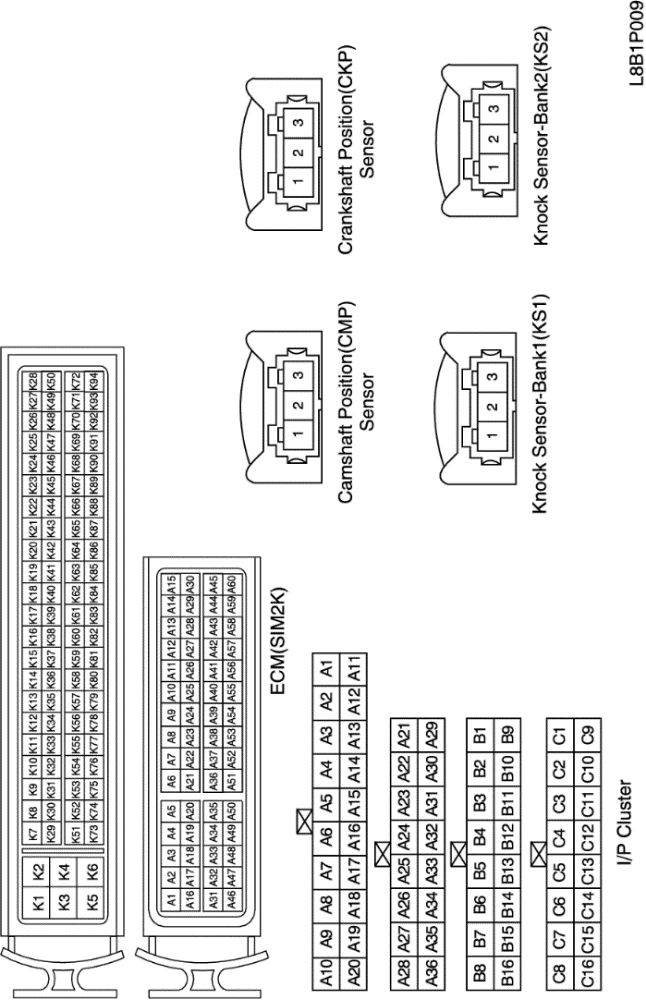 K1 K2 K7 K8 K9 K10 K11 K12 K13 K14 K15 K16 K17 K18 K19 K20 K21 K22 K23 K24 K25 K26 K27 K28
K29 K30 K31 K32 K33 K34 K35 K36 K37 K38 K39 K40 K41 K42 K43 K44 K45 K46 K47 K48 K49 K50
K3 K4 K51 K52 K53 K54 K55 K56 K57 K58 K59 K60 K61 K62 K63 K64 K65 K66 K67 K68 K69 K70 K71 K72
K5 K6 K73 K74 K75 K76 K77 K78 K79 K80 K81 K82 K83 K84 K85 K86 K87 K88 K89 K90 K91 K92 K93 K94
A1 A2 A3 A4 A5 A6 A7 A8 A9 A10 A11 A12 A13 A14 A15
A16 A17 A18 A19 A20 A21 A22 A23 A24 A25 A26 A27 A28 A29 A30
A31 A32 A33 A34 A35 A36 A37 A38 A39 A40 A41 A42 A43 A44 A45
A46 A47 A48 A49 A50 A51 A52 A53 A54 A55 A56 A57 A58 A59 A60
ECM(SIM2K)
A10 A9 A8 A7 A6 A5 A4 A3 A2 A1
A20 A19 A18 A17 A16 A15 A14 A13 A12 A11
A28 A27 A26 A25 A24 A23 A22 A21
A36 A35 A34 A33 A32 A31 A30 A29
B8 B7 B6 B5 B4 B3 B2 B1
B16 B15 B14 B13 B12 B11 B10 B9
C8 C7 C6 C5 C4 C3 C2 C1
C16 C15 C14 C13 C12 C11 C10 C9
I/P Cluster
1 2 3
Camshaft Position(CMP)
Sensor
1 2 3
Crankshaft Position(CKP)
Sensor
1 2 3
Knock Sensor-Bank1(KS1)
1 2 3
Knock Sensor-Bank2(KS2)
L8B1P009